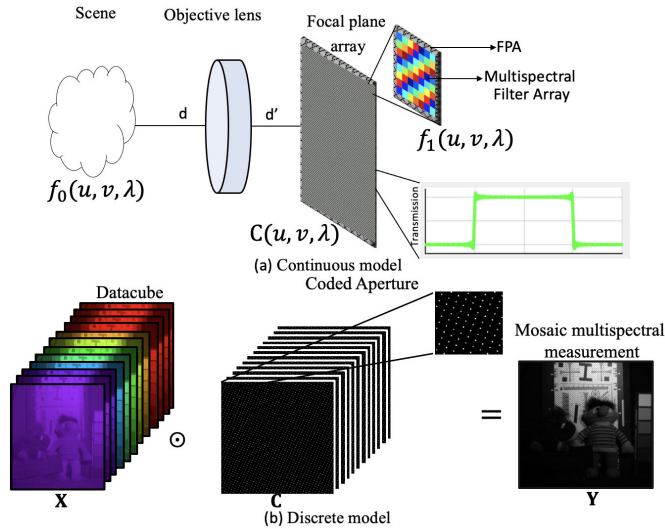 Scene
Objective lens
Focal plane
array
FPA
Multispectral
Filter Array
d
d'
f₀(u, v, λ)
f₁(u, v, λ)
C(u, v, λ)
Transmission
(a) Continuous model
Datacube
Coded Aperture
Mosaic multispectral
measurement
⊙
=
X
C
Y
(b) Discrete model